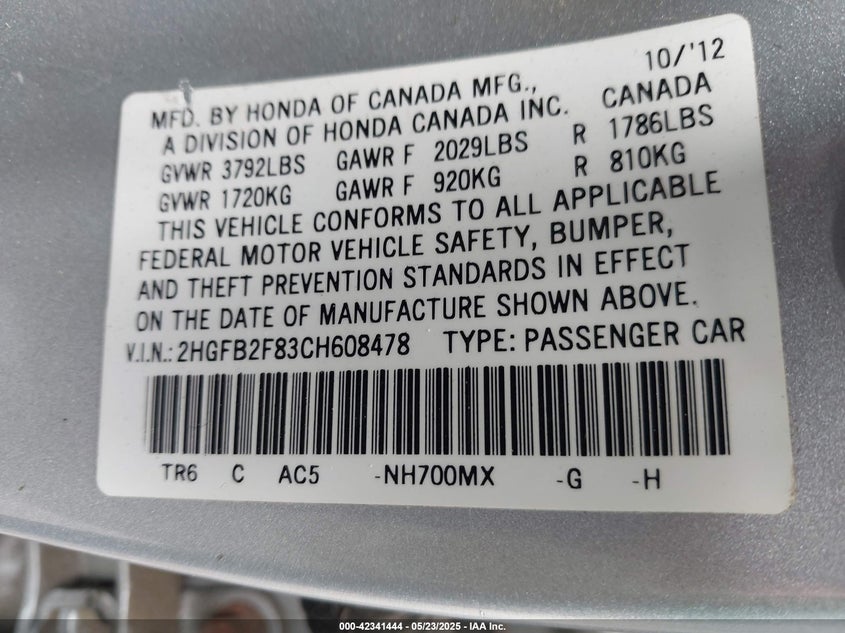 10/'12
MFD. BY HONDA OF CANADA MFG.,
A DIVISION OF HONDA CANADA INC. CANADA
GVWR 3792LBS GAWR F 2029LBS R 1786LBS
GVWR 1720KG GAWR F 920KG R 810KG
THIS VEHICLE CONFORMS TO ALL APPLICABLE
FEDERAL MOTOR VEHICLE SAFETY, BUMPER,
AND THEFT PREVENTION STANDARDS IN EFFECT
ON THE DATE OF MANUFACTURE SHOWN ABOVE.
V.I.N.: 2HGFB2F83CH608478 TYPE: PASSENGER CAR
TR6 C AC5 -NH700MX -G -H
000-42341444 - 05/23/2025 - IAA Inc.